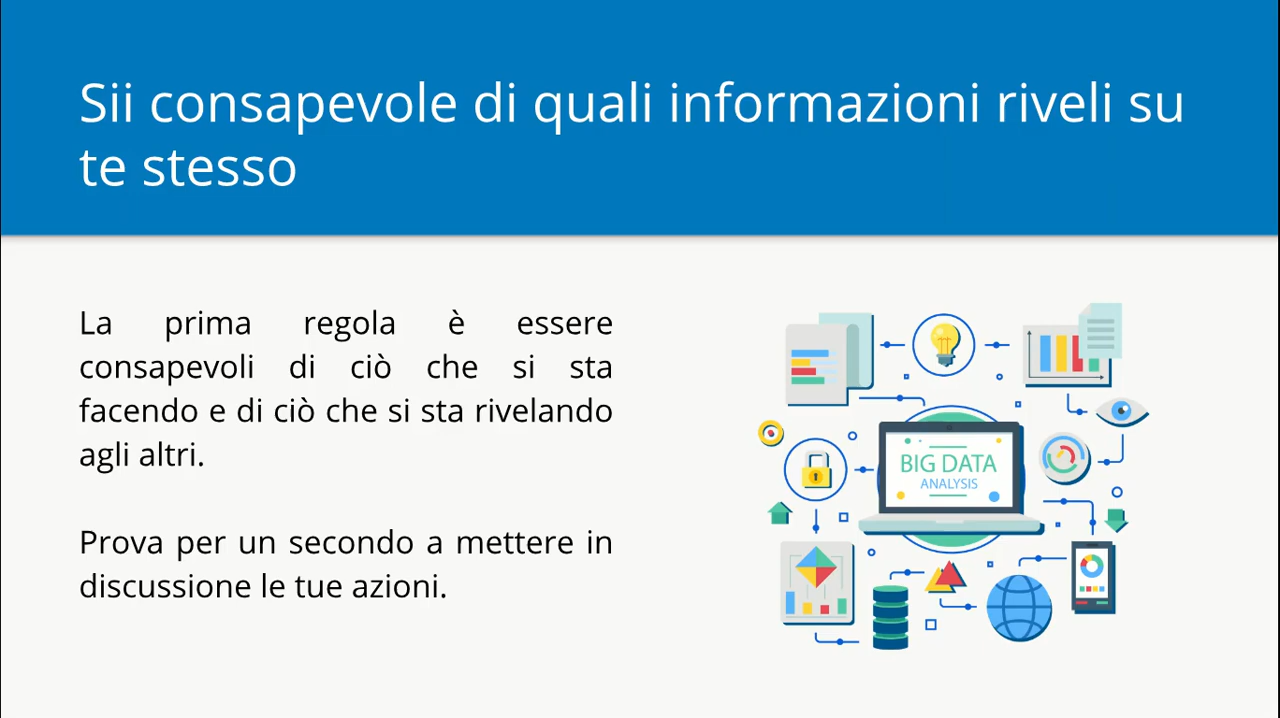 Sii consapevole di quali informazioni riveli su
te stesso
La prima regola è essere
consapevoli di ciò che si sta
facendo e di ciò che si sta rivelando
agli altri.
Prova per un secondo a mettere in
discussione le tue azioni.
BIG DATA
ANALYSIS